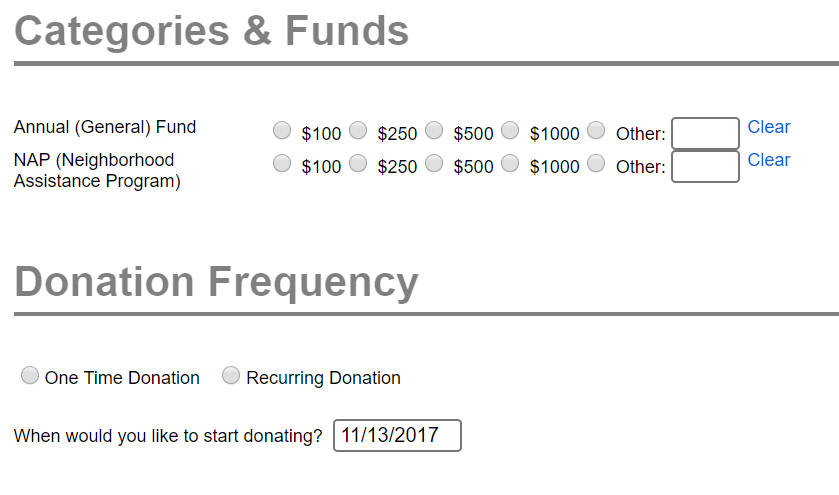 Categories & Funds
Annual (General) Fund $100 $250 $500 $1000 Other: Clear
NAP (Neighborhood
Assistance Program) $100 $250 $500 $1000 Other: Clear
Donation Frequency
One Time Donation Recurring Donation
When would you like to start donating? 11/13/2017